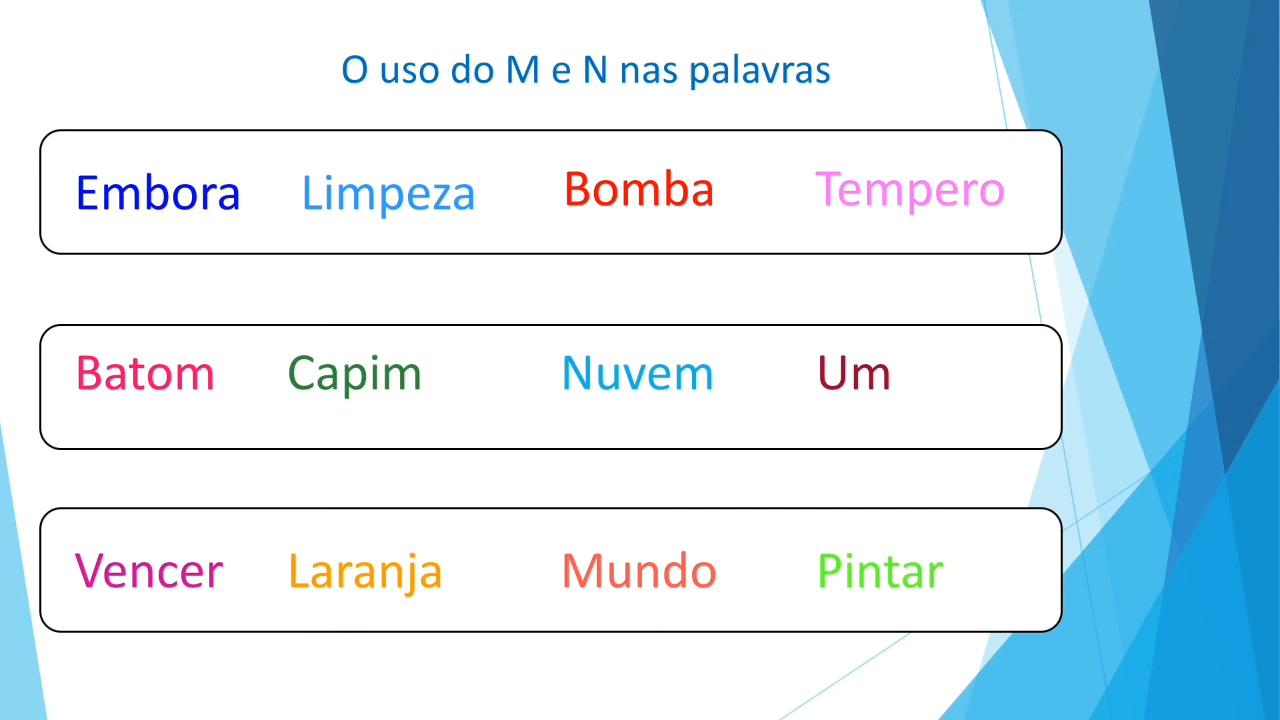 O uso do M e N nas palavras
Embora Limpeza Bomba Tempero
Batom Capim Nuvem Um
Vencer Laranja Mundo Pintar